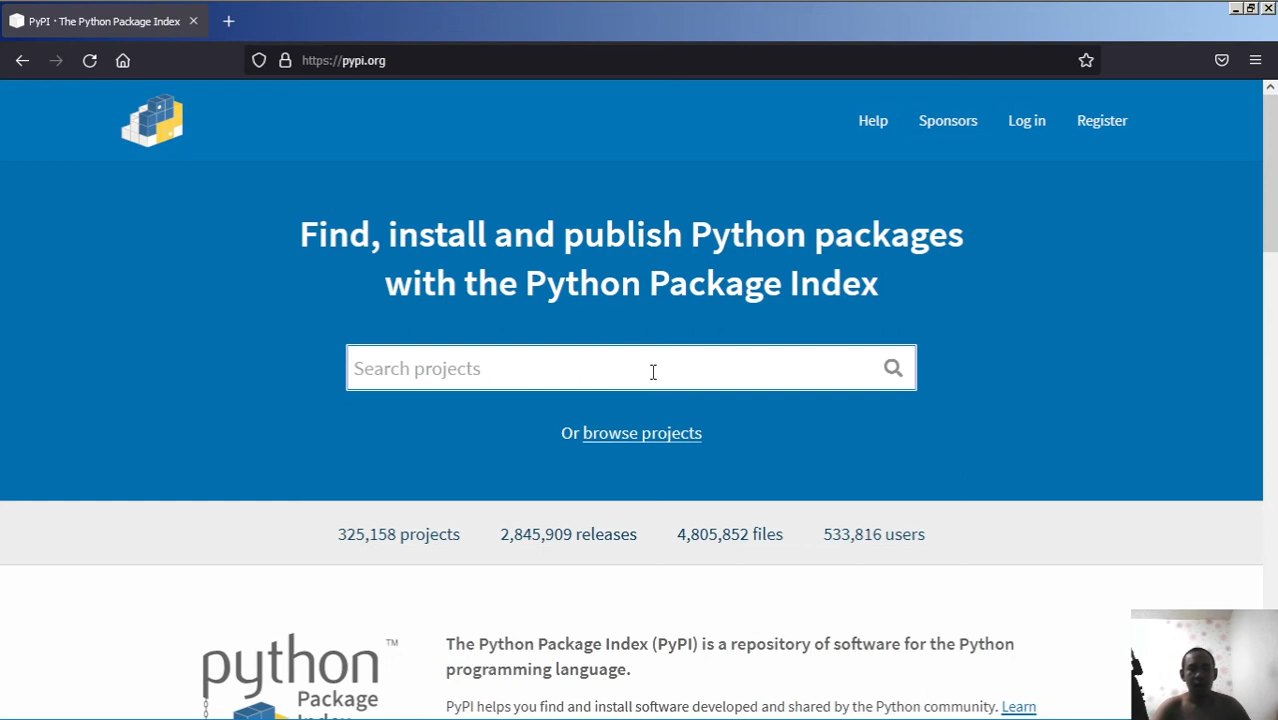 PyPI · The Python Package Index
https://pypi.org
Help Sponsors Log in Register
Find, install and publish Python packages
with the Python Package Index
Search projects
Or browse projects
325,158 projects 2,845,909 releases 4,805,852 files 533,816 users
python™
Package
Index
The Python Package Index (PyPI) is a repository of software for the Python
programming language.
PyPI helps you find and install software developed and shared by the Python community. Learn